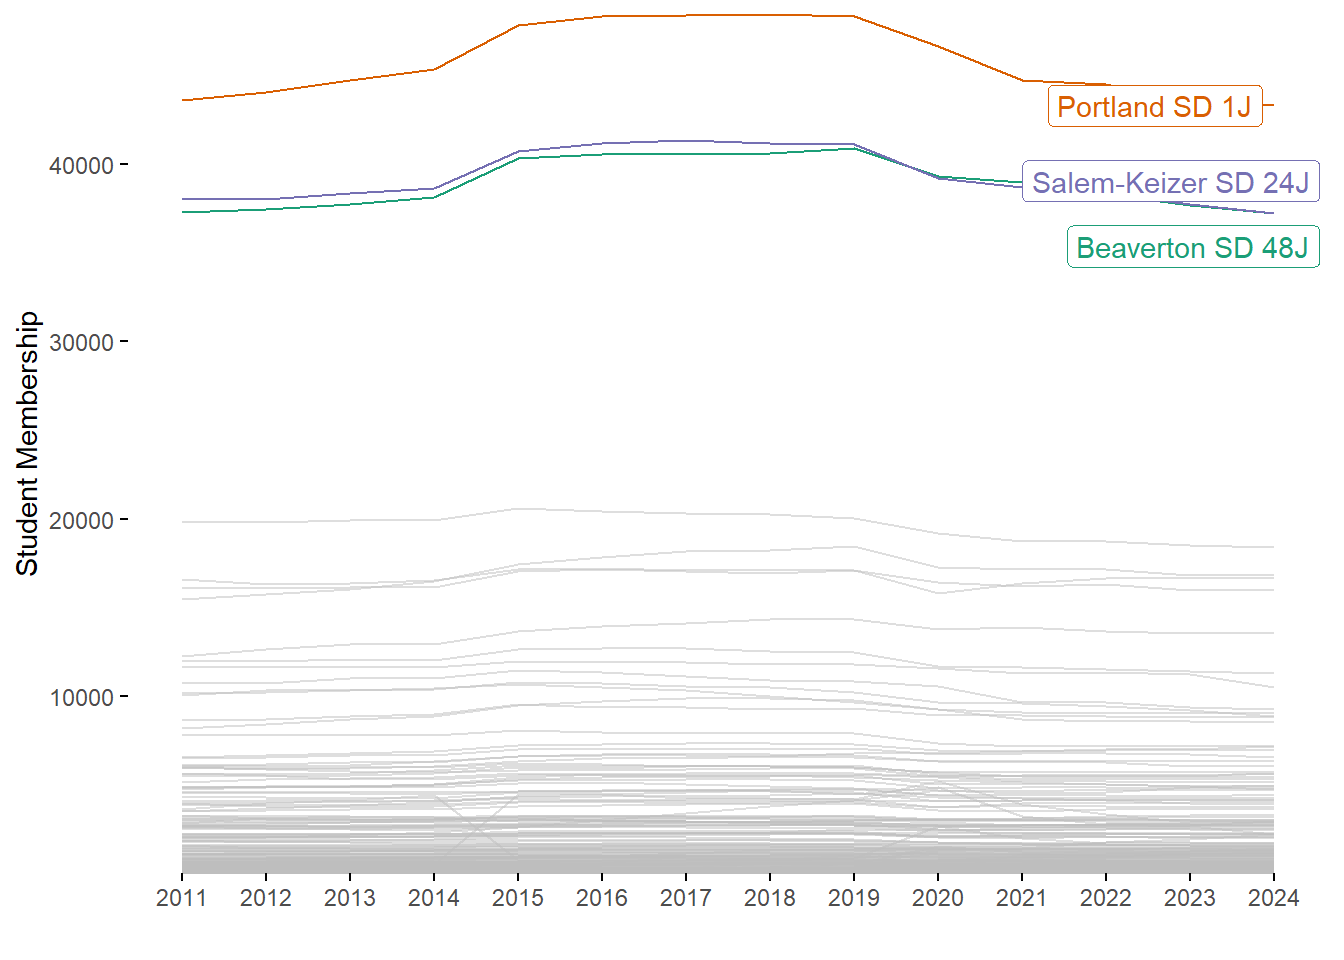 Portland SD 1J
40000
Salem-Keizer SD 24J
Beaverton SD 48J
30000
Student Membership
20000
10000
2011 2012 2013 2014 2015 2016 2017 2018 2019 2020 2021 2022 2023 2024